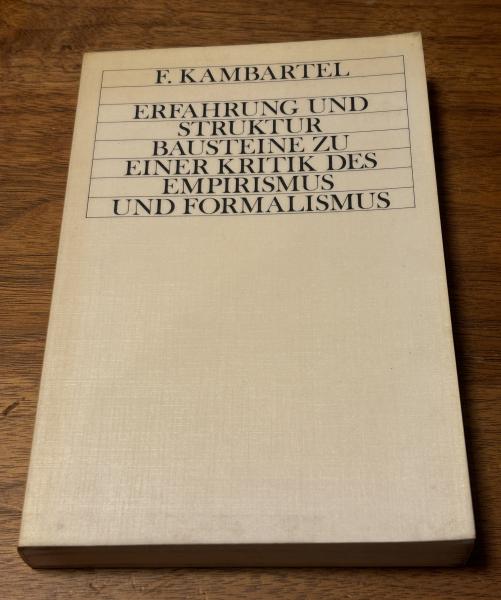 F. KAMBARTEL
ERFAHRUNG UND
STRUKTUR
BAUSTEINE ZU
EINER KRITIK DES
EMPIRISMUS
UND FORMALISMUS